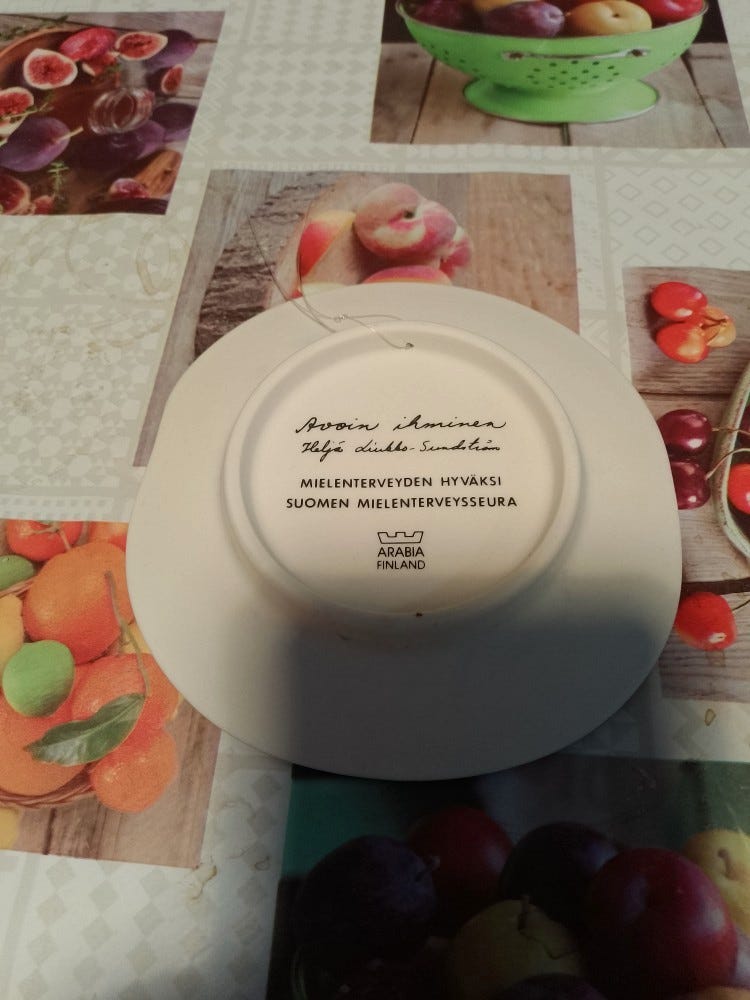 Avoin ihminen
Heljä Liukko-Sundström
MIELENTERVEYDEN HYVÄKSI
SUOMEN MIELENTERVEYSSEURA
ARABIA
FINLAND